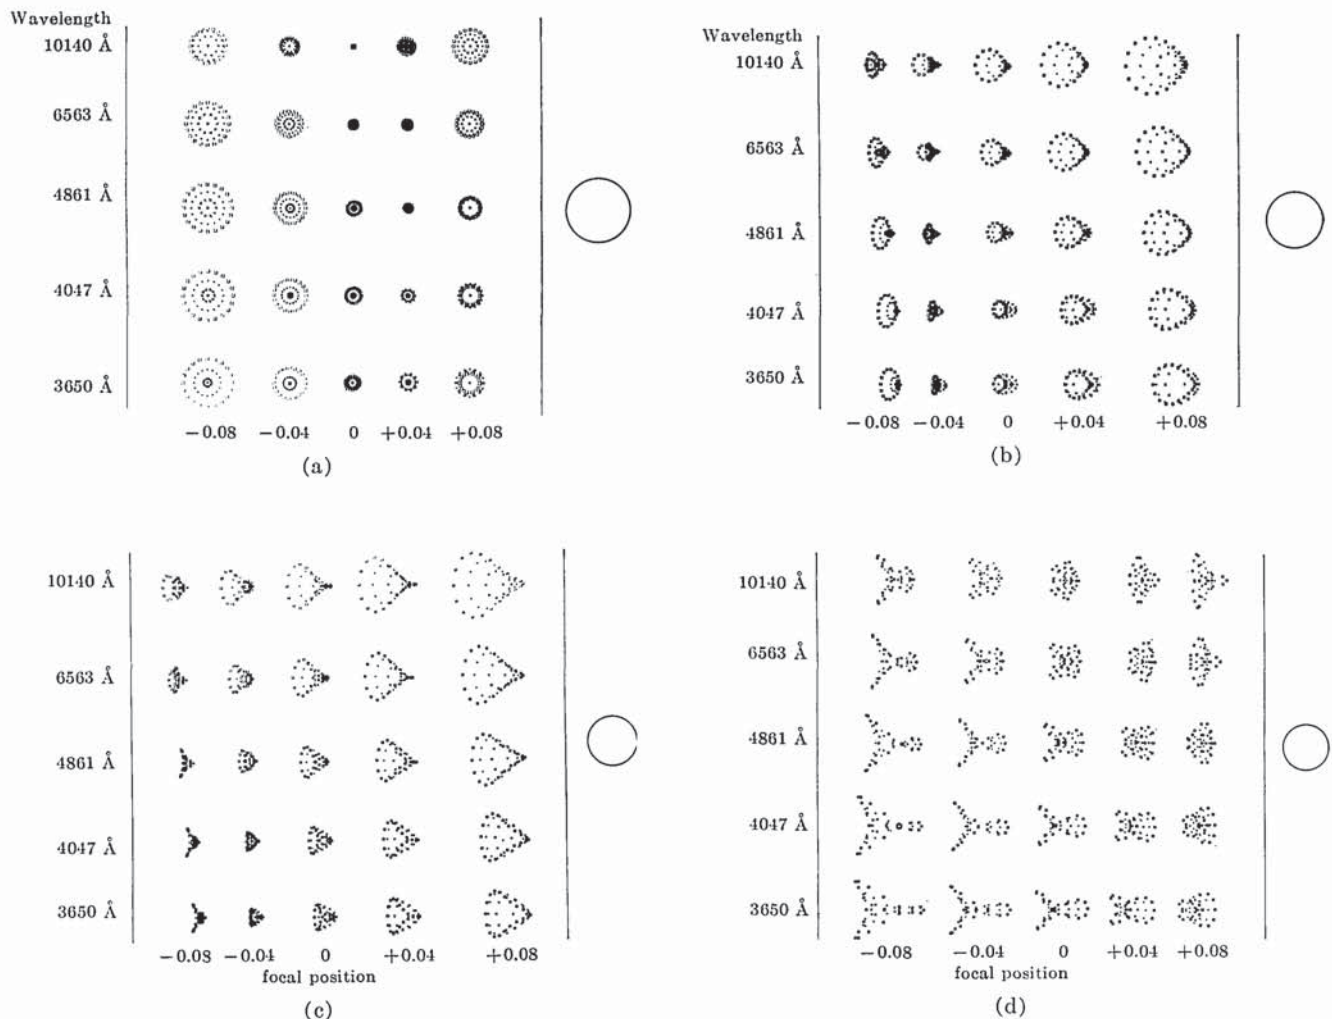 Wavelength
10140 Å
6563 Å
4861 Å
4047 Å
3650 Å
−0.08 −0.04 0 +0.04 +0.08
(a)
Wavelength
10140 Å
6563 Å
4861 Å
4047 Å
3650 Å
−0.08 −0.04 0 +0.04 +0.08
(b)
10140 Å
6563 Å
4861 Å
4047 Å
3650 Å
−0.08 −0.04 0 +0.04 +0.08
focal position
(c)
10140 Å
6563 Å
4861 Å
4047 Å
3650 Å
−0.08 −0.04 0 +0.04 +0.08
focal position
(d)